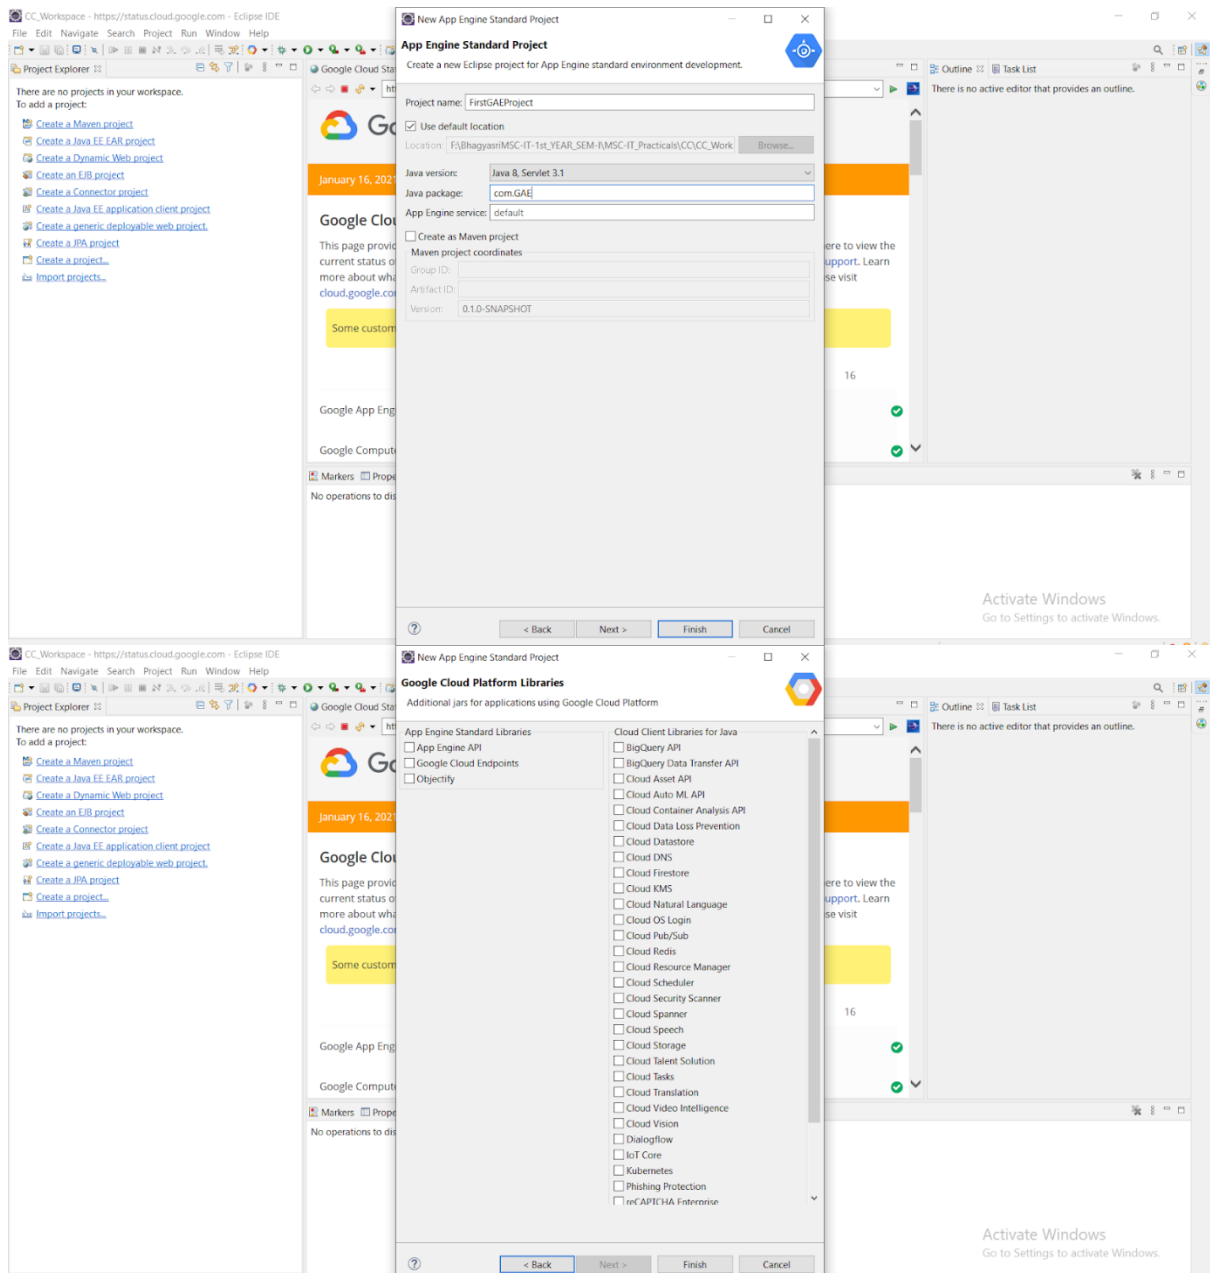 CC_Workspace - https://status.cloud.google.com - Eclipse IDE
File Edit Navigate Search Project Run Window Help
Project Explorer
There are no projects in your workspace.
To add a project:
Create a Maven project
Create a Java EE EAR project
Create a Dynamic Web project
Create an EJB project
Create a Connector project
Create a Java EE application client project
Create a generic deployable web project.
Create a JPA project
Create a project...
Import projects...
Google Cloud Sta
htt
Go
January 16, 2021
Google Clou
This page provid
current status o
more about wha
cloud.google.co
Some custom
Google App Eng
Google Comput
Markers Prope
No operations to dis
New App Engine Standard Project
App Engine Standard Project
Create a new Eclipse project for App Engine standard environment development.
Project name: FirstGAEProject
Use default location
Location: F:\BhagyasriMSC-IT-1st_YEAR_SEM-I\MSC-IT_Practicals\CC\CC_Work Browse...
Java version: Java 8, Servlet 3.1
Java package: com.GAE
App Engine service: default
Create as Maven project
Maven project coordinates
Group ID:
Artifact ID:
Version: 0.1.0-SNAPSHOT
< Back Next > Finish Cancel
ere to view the
upport. Learn
se visit
16
Outline Task List
There is no active editor that provides an outline.
Activate Windows
Go to Settings to activate Windows.
CC_Workspace - https://status.cloud.google.com - Eclipse IDE
File Edit Navigate Search Project Run Window Help
Project Explorer
There are no projects in your workspace.
To add a project:
Create a Maven project
Create a Java EE EAR project
Create a Dynamic Web project
Create an EJB project
Create a Connector project
Create a Java EE application client project
Create a generic deployable web project.
Create a JPA project
Create a project...
Import projects...
Google Cloud Sta
htt
Go
January 16, 2021
Google Clou
This page provid
current status o
more about wha
cloud.google.co
Some custom
Google App Eng
Google Comput
Markers Prope
No operations to dis
New App Engine Standard Project
Google Cloud Platform Libraries
Additional jars for applications using Google Cloud Platform
App Engine Standard Libraries
App Engine API
Google Cloud Endpoints
Objectify
Cloud Client Libraries for Java
BigQuery API
BigQuery Data Transfer API
Cloud Asset API
Cloud Auto ML API
Cloud Container Analysis API
Cloud Data Loss Prevention
Cloud Datastore
Cloud DNS
Cloud Firestore
Cloud KMS
Cloud Natural Language
Cloud OS Login
Cloud Pub/Sub
Cloud Redis
Cloud Resource Manager
Cloud Scheduler
Cloud Security Scanner
Cloud Spanner
Cloud Speech
Cloud Storage
Cloud Talent Solution
Cloud Tasks
Cloud Translation
Cloud Video Intelligence
Cloud Vision
Dialogflow
IoT Core
Kubernetes
Phishing Protection
reCAPTCHA Enterprise
< Back Next > Finish Cancel
ere to view the
upport. Learn
se visit
16
Outline Task List
There is no active editor that provides an outline.
Activate Windows
Go to Settings to activate Windows.